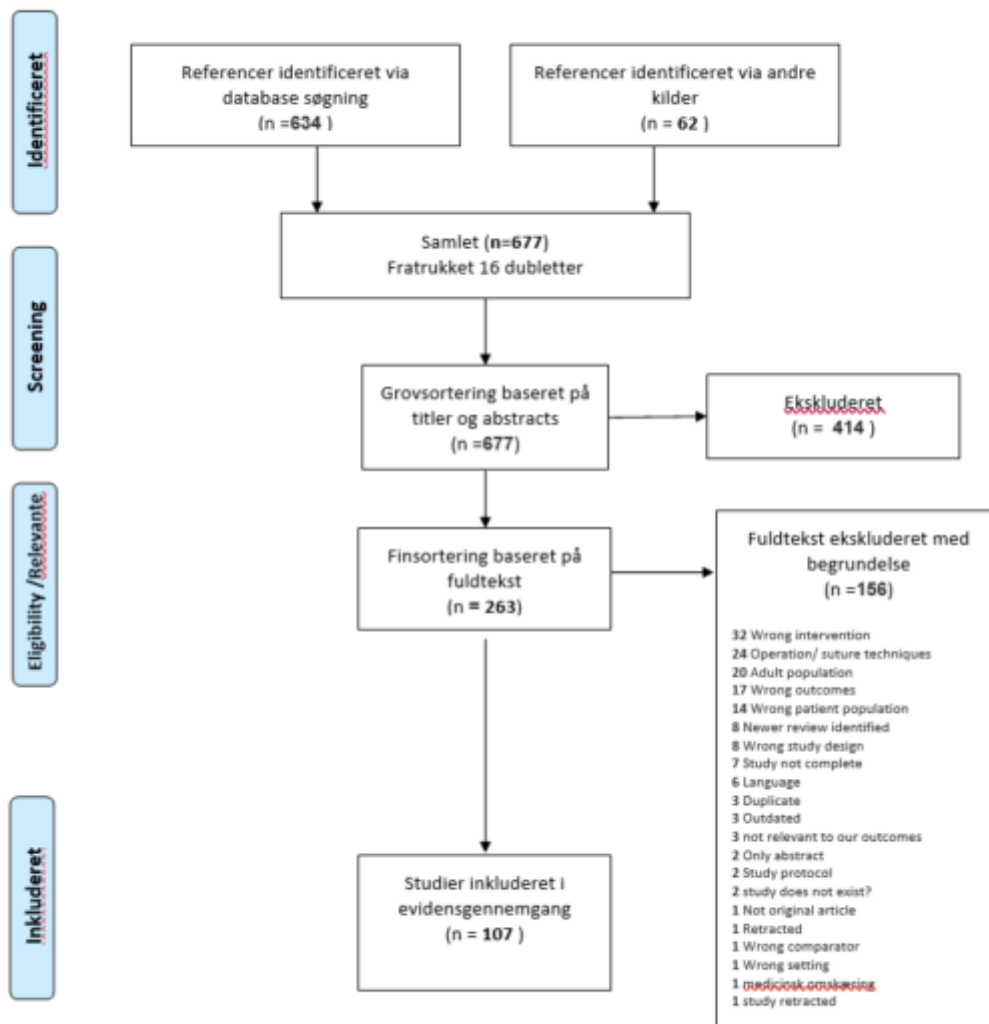 Identificeret
Referencer identificeret via
database søgning
(n =634 )
Referencer identificeret via andre
kilder
(n = 62 )
Screening
Samlet (n=677)
Fratrukket 16 dubletter
Grovsortering baseret på
titler og abstracts
(n =677)
Ekskluderet
(n = 414 )
Eligibility /Relevante
Finsortering baseret på
fuldtekst
(n = 263)
Fuldtekst ekskluderet med
begrundelse
(n =156)
32 Wrong intervention
24 Operation/ suture techniques
20 Adult population
17 Wrong outcomes
14 Wrong patient population
8 Newer review identified
8 Wrong study design
7 Study not complete
6 Language
3 Duplicate
3 Outdated
3 not relevant to our outcomes
2 Only abstract
2 Study protocol
2 study does not exist?
1 Not original article
1 Retracted
1 Wrong comparator
1 Wrong setting
1 medicinsk omskæring
1 study retracted
Inkluderet
Studier inkluderet i
evidensgennemgang
(n = 107 )